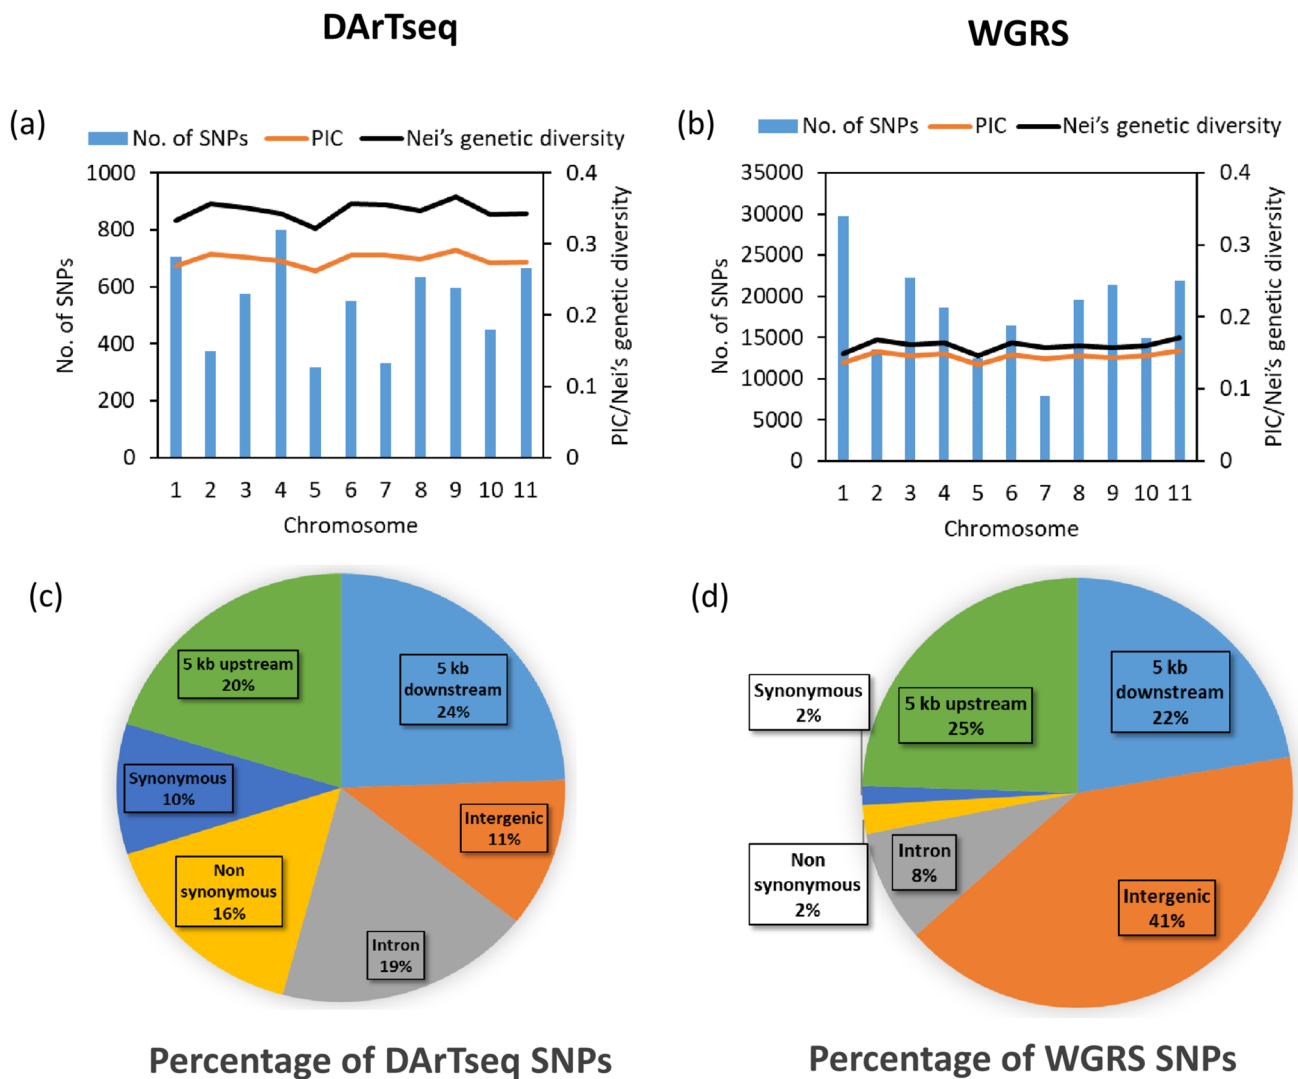 DArTseq
WGRS
(a)
No. of SNPs PIC Nei's genetic diversity
1000
800
600
400
200
0
No. of SNPs
0.4
0.3
0.2
0.1
0
PIC/Nei's genetic diversity
1 2 3 4 5 6 7 8 9 10 11
Chromosome
(b)
No. of SNPs PIC Nei's genetic diversity
35000
30000
25000
20000
15000
10000
5000
0
No. of SNPs
0.4
0.3
0.2
0.1
0
PIC/Nei's genetic diversity
1 2 3 4 5 6 7 8 9 10 11
Chromosome
(c)
5 kb upstream
20%
5 kb
downstream
24%
Synonymous
10%
Intergenic
11%
Non
synonymous
16%
Intron
19%
Percentage of DArTseq SNPs
(d)
Synonymous
2%
5 kb upstream
25%
5 kb
downstream
22%
Non
synonymous
2%
Intron
8%
Intergenic
41%
Percentage of WGRS SNPs